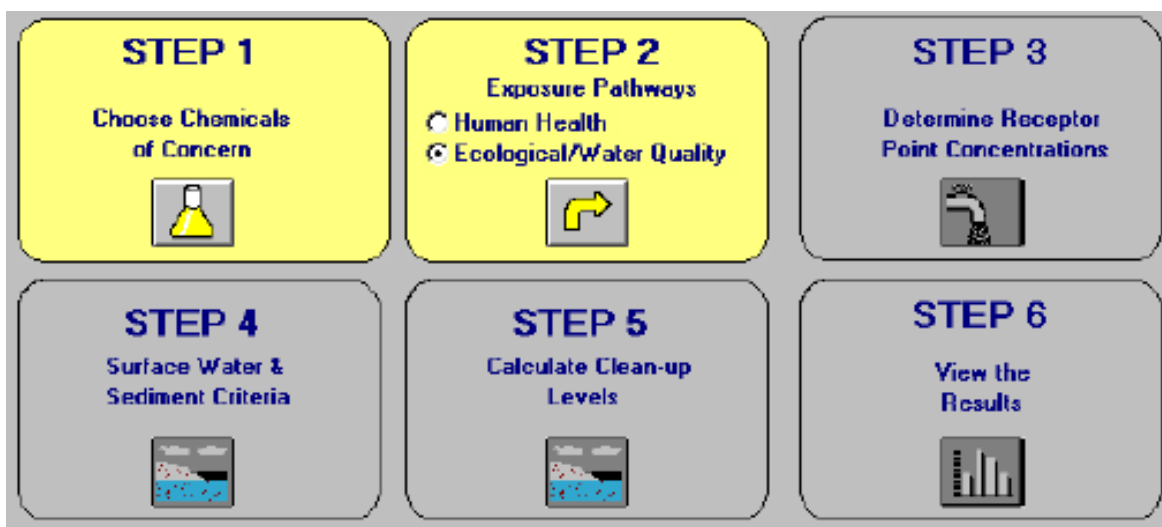 STEP 1
Choose Chemicals
of Concern
STEP 2
Exposure Pathways
Human Health
Ecological/Water Quality
STEP 3
Determine Receptor
Point Concentrations
STEP 4
Surface Water &
Sediment Criteria
STEP 5
Calculate Clean-up
Levels
STEP 6
View the
Results